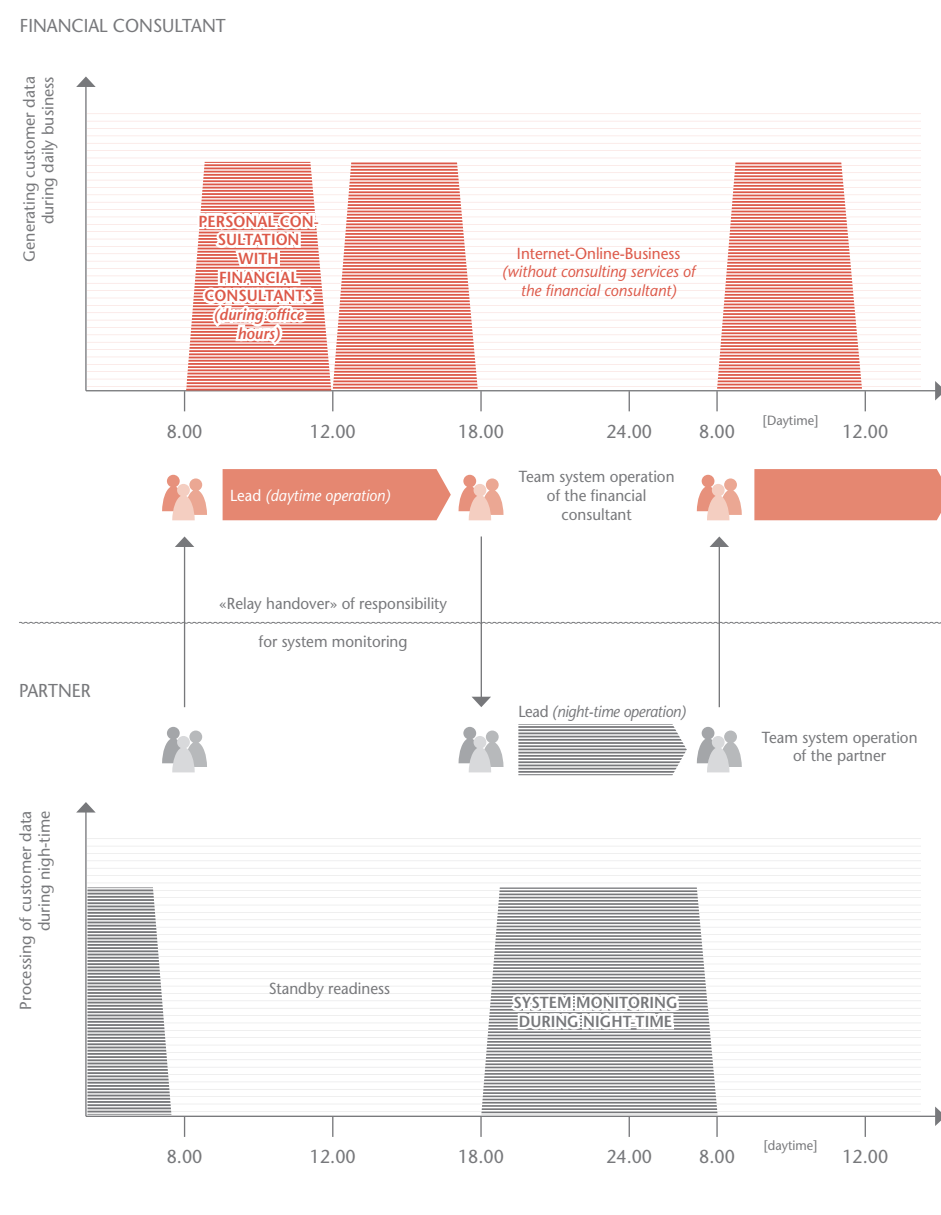 FINANCIAL CONSULTANT
Generating customer data
during daily business
PERSONAL CON-
SULTATION
WITH
FINANCIAL
CONSULTANTS
(during office
hours)
Internet-Online-Business
(without consulting services of
the financial consultant)
8.00 12.00 18.00 24.00 8.00 [Daytime] 12.00
Lead (daytime operation)
Team system operation
of the financial
consultant
«Relay handover» of responsibility
for system monitoring
PARTNER
Lead (night-time operation)
Team system operation
of the partner
Processing of customer data
during nigh-time
Standby readiness
SYSTEM MONITORING
DURING NIGHT-TIME
8.00 12.00 18.00 24.00 8.00 [daytime] 12.00